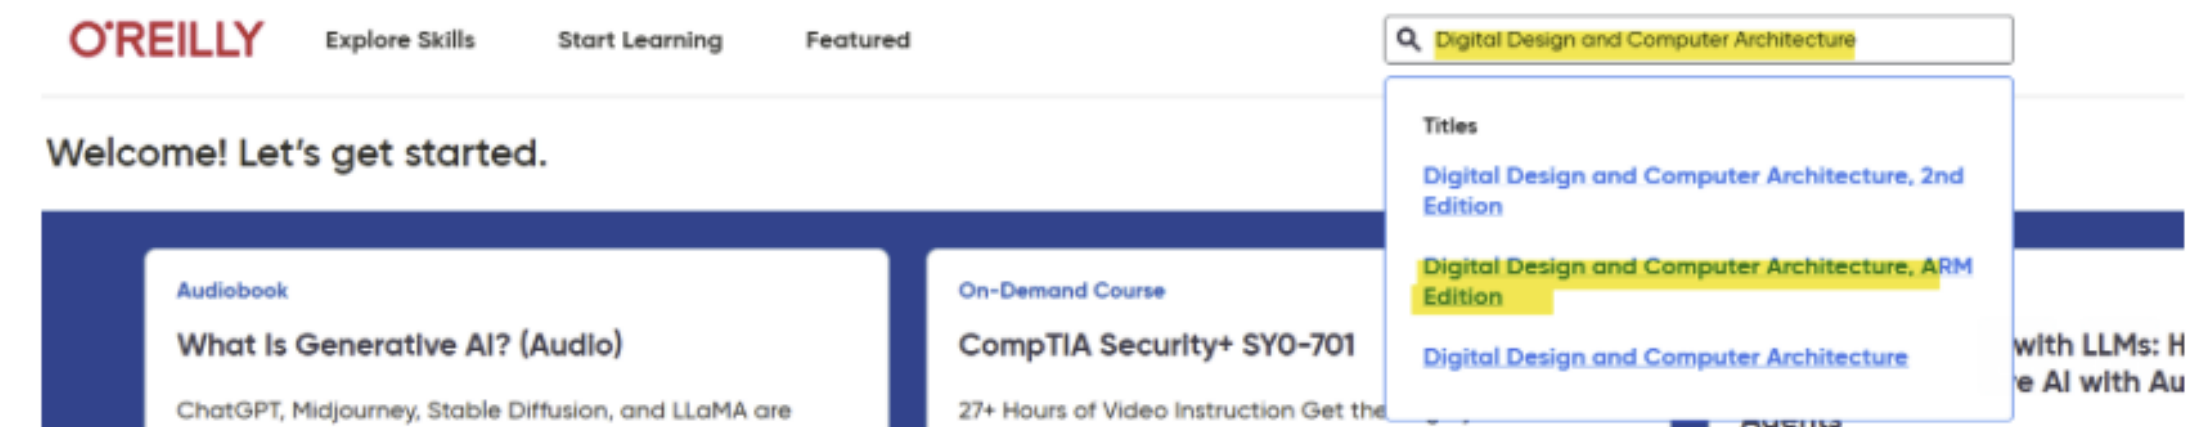 O'REILLY Explore Skills Start Learning Featured Digital Design and Computer Architecture
Welcome! Let's get started.
Titles
Digital Design and Computer Architecture, 2nd
Edition
Digital Design and Computer Architecture, ARM
Edition
Digital Design and Computer Architecture
Audiobook
What Is Generative AI? (Audio)
ChatGPT, Midjourney, Stable Diffusion, and LLaMA are
On-Demand Course
CompTIA Security+ SY0-701
27+ Hours of Video Instruction Get the
with LLMs: H
e AI with Au
Agents